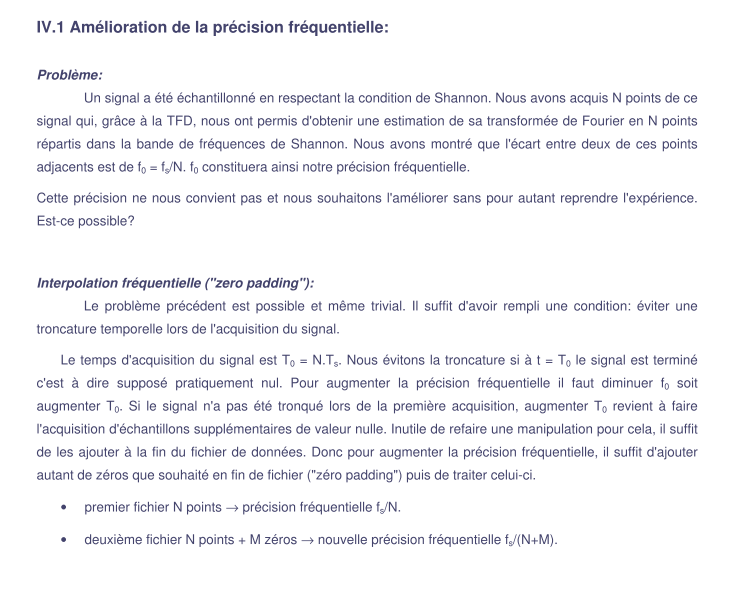 IV.1 Amélioration de la précision fréquentielle:
Problème:
Un signal a été échantillonné en respectant la condition de Shannon. Nous avons acquis N points de ce
signal qui, grâce à la TFD, nous ont permis d'obtenir une estimation de sa transformée de Fourier en N points
répartis dans la bande de fréquences de Shannon. Nous avons montré que l'écart entre deux de ces points
adjacents est de f₀ = fₛ/N. f₀ constituera ainsi notre précision fréquentielle.
Cette précision ne nous convient pas et nous souhaitons l'améliorer sans pour autant reprendre l'expérience.
Est-ce possible?
Interpolation fréquentielle ("zero padding"):
Le problème précédent est possible et même trivial. Il suffit d'avoir rempli une condition: éviter une
troncature temporelle lors de l'acquisition du signal.
Le temps d'acquisition du signal est T₀ = N.Tₛ. Nous évitons la troncature si à t = T₀ le signal est terminé
c'est à dire supposé pratiquement nul. Pour augmenter la précision fréquentielle il faut diminuer f₀ soit
augmenter T₀. Si le signal n'a pas été tronqué lors de la première acquisition, augmenter T₀ revient à faire
l'acquisition d'échantillons supplémentaires de valeur nulle. Inutile de refaire une manipulation pour cela, il suffit
de les ajouter à la fin du fichier de données. Donc pour augmenter la précision fréquentielle, il suffit d'ajouter
autant de zéros que souhaité en fin de fichier ("zéro padding") puis de traiter celui-ci.
• premier fichier N points → précision fréquentielle fₛ/N.
• deuxième fichier N points + M zéros → nouvelle précision fréquentielle fₛ/(N+M).